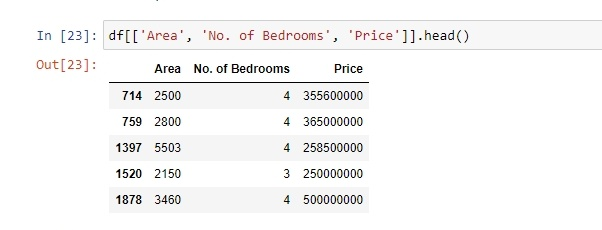 In [23]: df[['Area', 'No. of Bedrooms', 'Price']].head()
Out[23]:
Area No. of Bedrooms Price
714 2500 4 355600000
759 2800 4 365000000
1397 5503 4 258500000
1520 2150 3 250000000
1878 3460 4 500000000